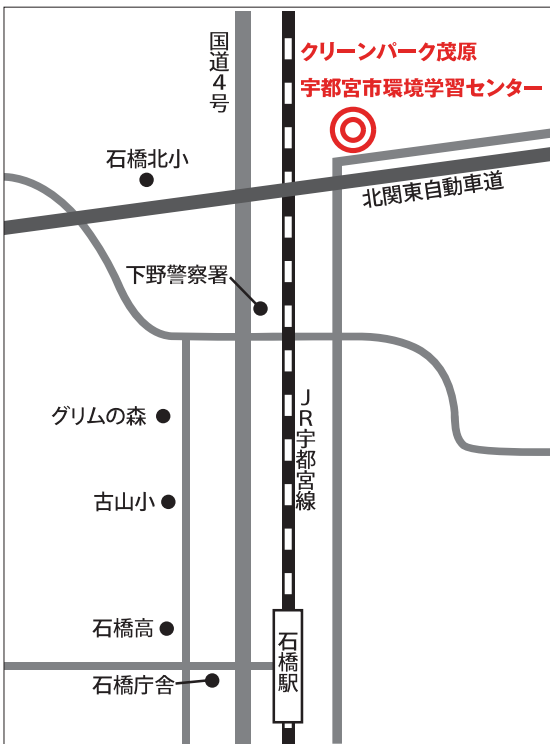 クリーンパーク茂原
宇都宮市環境学習センター
国道4号
石橋北小
北関東自動車道
下野警察署
グリムの森
JR宇都宮線
古山小
石橋高
石橋駅
石橋庁舎